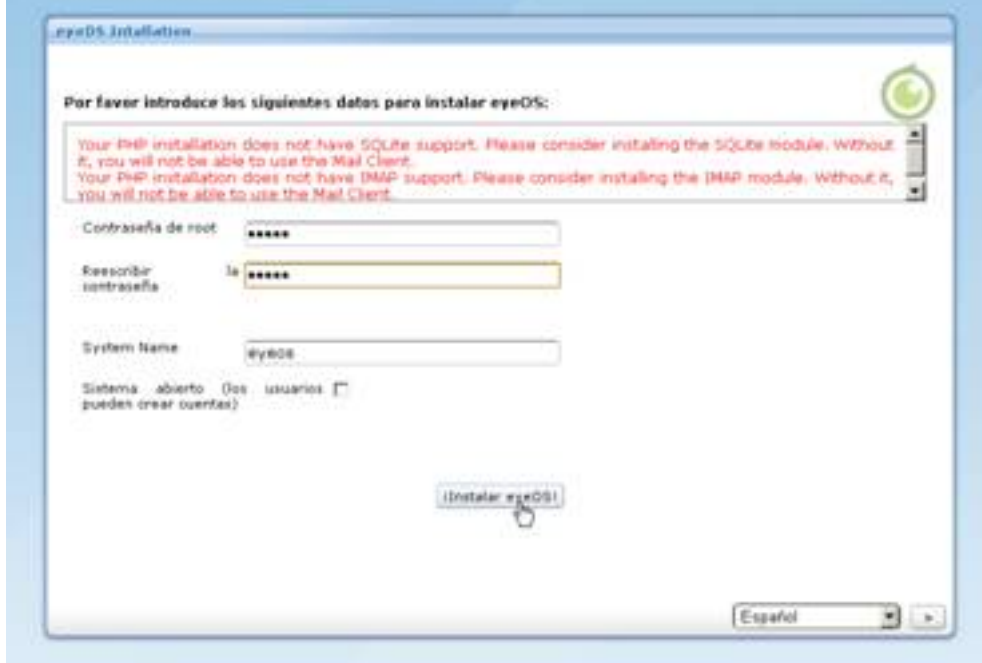 eyeOS Intallation
Por favor introduce los siguientes datos para instalar eyeOS:
Your PHP installation does not have SQLite support. Please consider installing the SQLite module. Without
it, you will not be able to use the Mail Client.
Your PHP installation does not have IMAP support. Please consider installing the IMAP module. Without it,
you will not be able to use the Mail Client.
Contraseña de root
•••••
Reescribir la
contraseña
•••••
System Name
eyeos
Sistema abierto (los usuarios
pueden crear cuentas)
¡Instalar eyeOS!
Español
>